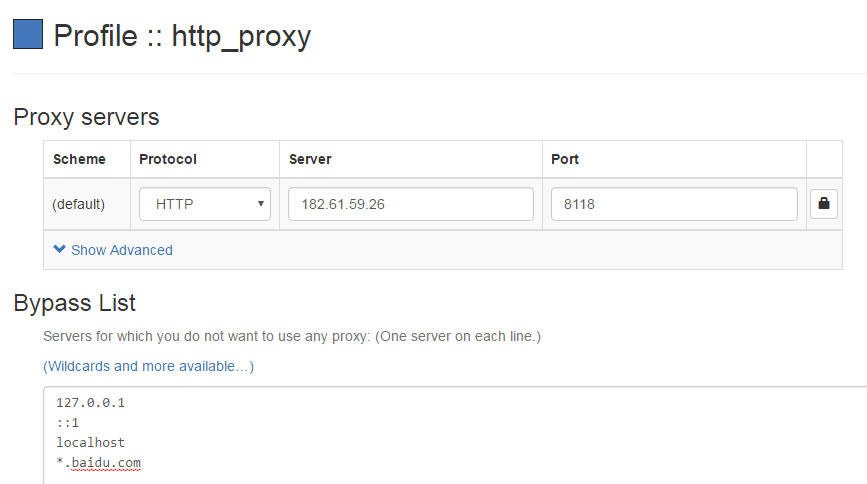 Profile :: http_proxy
Proxy servers
Scheme Protocol Server Port
(default) HTTP 182.61.59.26 8118
Show Advanced
Bypass List
Servers for which you do not want to use any proxy: (One server on each line.)
(Wildcards and more available…)
127.0.0.1
::1
localhost
*.baidu.com